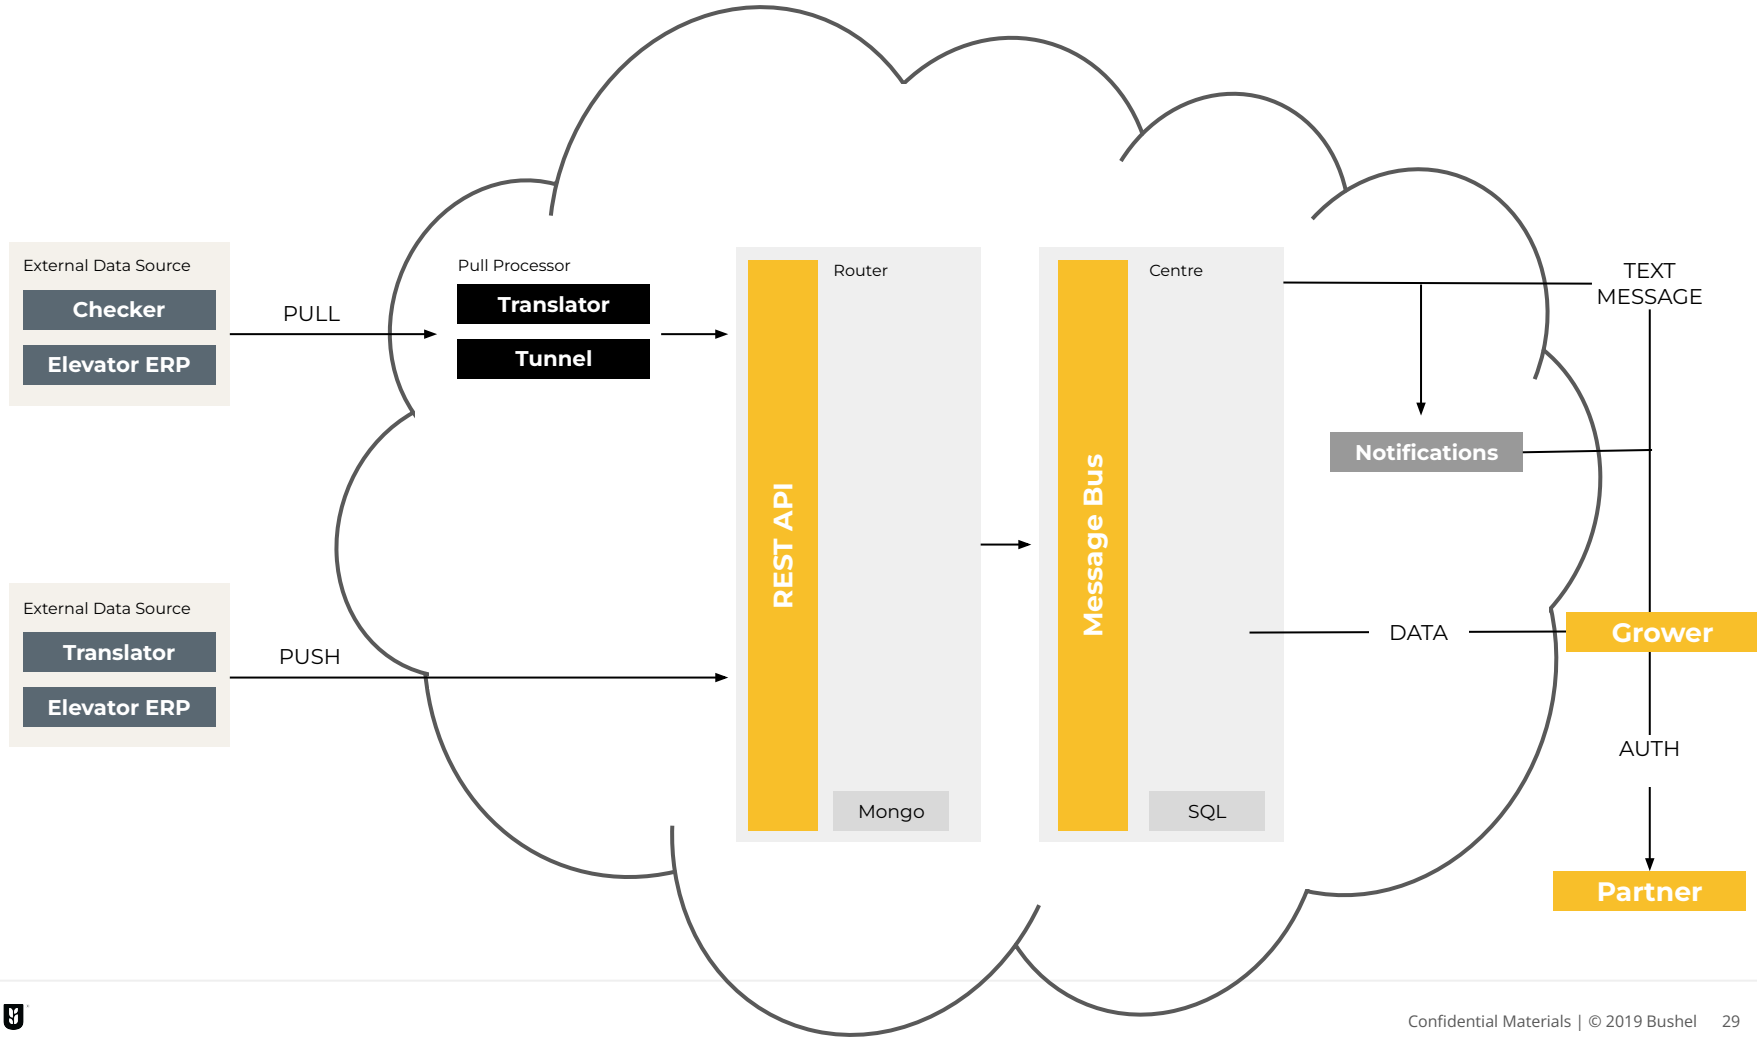 External Data Source
Checker
Elevator ERP
PULL
Pull Processor
Translator
Tunnel
REST API
Router
Mongo
Message Bus
Centre
SQL
TEXT
MESSAGE
Notifications
External Data Source
Translator
Elevator ERP
PUSH
DATA
Grower
AUTH
Partner
Confidential Materials | © 2019 Bushel 29